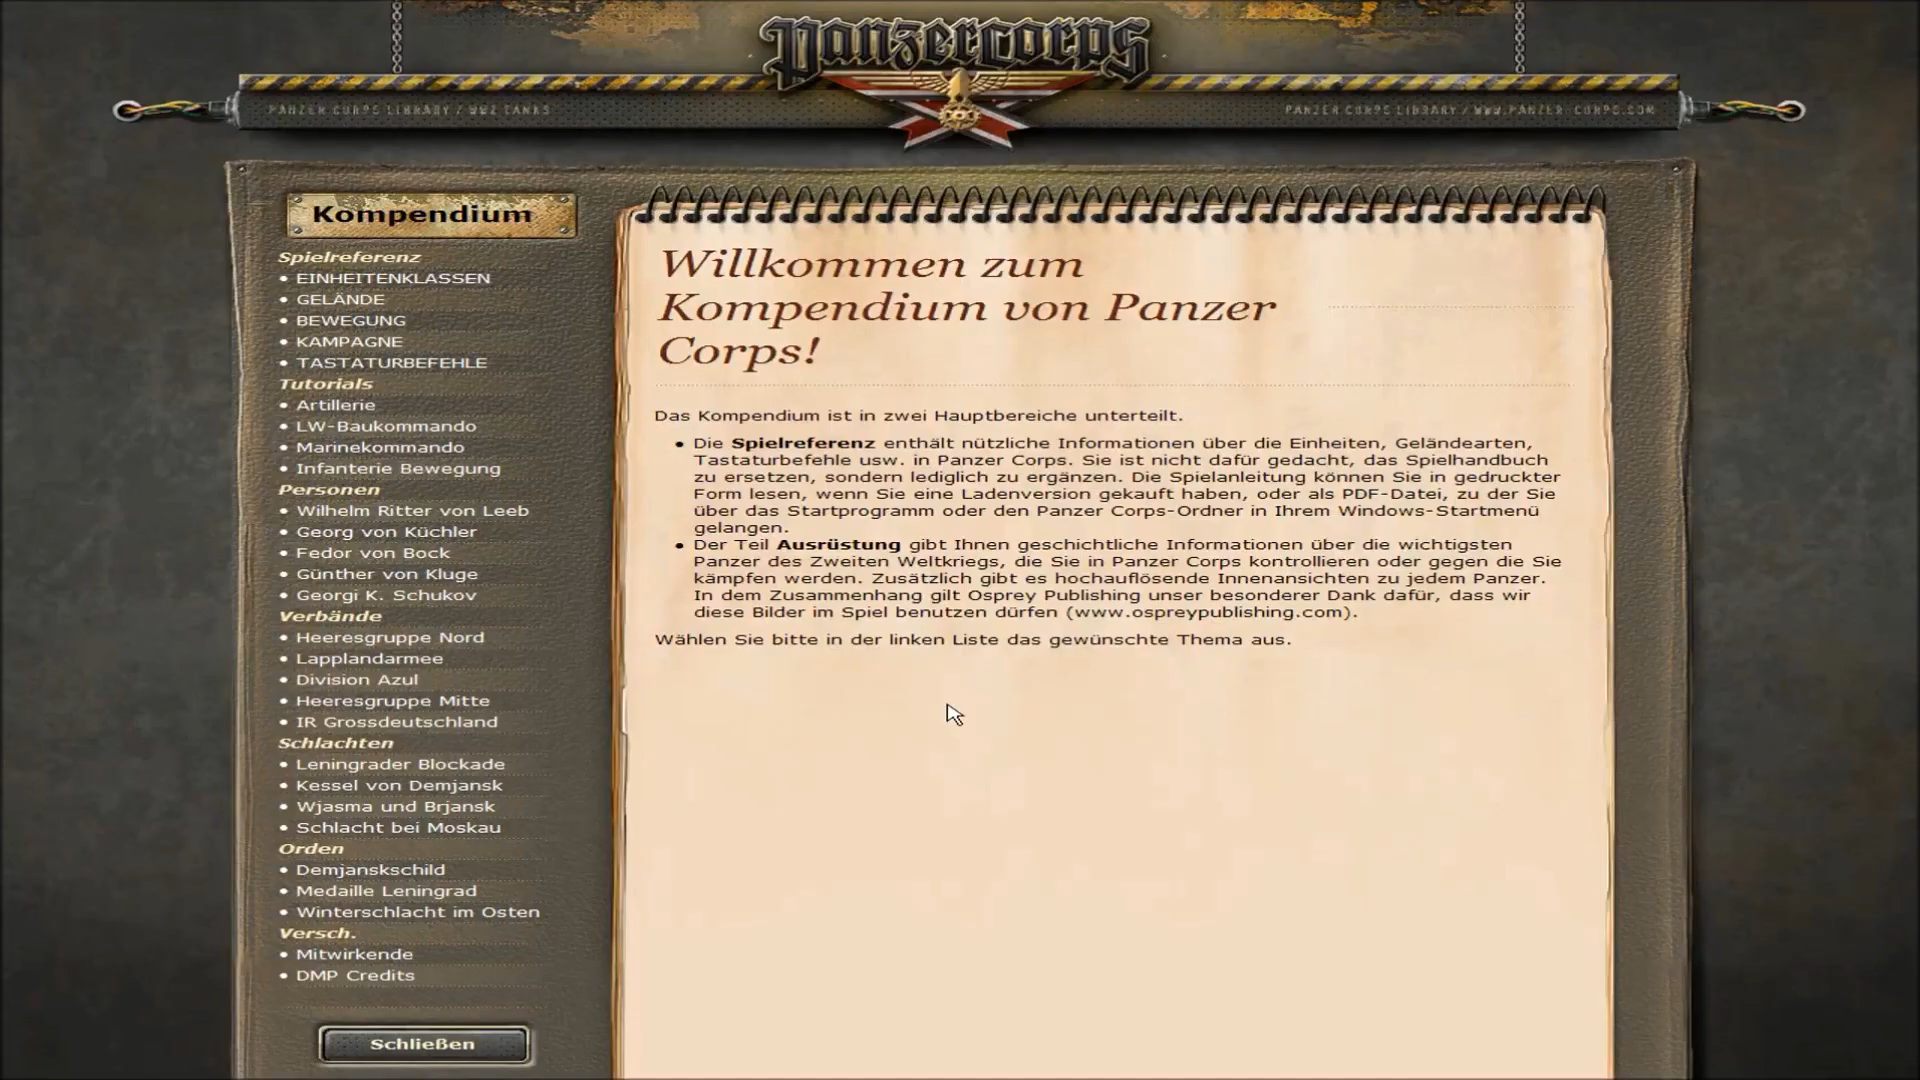 Panzercorps
PANZER CORPS LIBRARY / WW2 TANKS
PANZER CORPS LIBRARY / WWW.PANZER-CORPS.COM
Kompendium
Spielreferenz
• EINHEITENKLASSEN
• GELÄNDE
• BEWEGUNG
• KAMPAGNE
• TASTATURBEFEHLE
Tutorials
• Artillerie
• LW-Baukommando
• Marinekommando
• Infanterie Bewegung
Personen
• Wilhelm Ritter von Leeb
• Georg von Küchler
• Fedor von Bock
• Günther von Kluge
• Georgi K. Schukov
Verbände
• Heeresgruppe Nord
• Lapplandarmee
• Division Azul
• Heeresgruppe Mitte
• IR Grossdeutschland
Schlachten
• Leningrader Blockade
• Kessel von Demjansk
• Wjasma und Brjansk
• Schlacht bei Moskau
Orden
• Demjanskschild
• Medaille Leningrad
• Winterschlacht im Osten
Versch.
• Mitwirkende
• DMP Credits
Schließen
Willkommen zum
Kompendium von Panzer
Corps!
Das Kompendium ist in zwei Hauptbereiche unterteilt.
• Die Spielreferenz enthält nützliche Informationen über die Einheiten, Geländearten,
Tastaturbefehle usw. in Panzer Corps. Sie ist nicht dafür gedacht, das Spielhandbuch
zu ersetzen, sondern lediglich zu ergänzen. Die Spielanleitung können Sie in gedruckter
Form lesen, wenn Sie eine Ladenversion gekauft haben, oder als PDF-Datei, zu der Sie
über das Startprogramm oder den Panzer Corps-Ordner in Ihrem Windows-Startmenü
gelangen.
• Der Teil Ausrüstung gibt Ihnen geschichtliche Informationen über die wichtigsten
Panzer des Zweiten Weltkriegs, die Sie in Panzer Corps kontrollieren oder gegen die Sie
kämpfen werden. Zusätzlich gibt es hochauflösende Innenansichten zu jedem Panzer.
In dem Zusammenhang gilt Osprey Publishing unser besonderer Dank dafür, dass wir
diese Bilder im Spiel benutzen dürfen (www.ospreypublishing.com).
Wählen Sie bitte in der linken Liste das gewünschte Thema aus.